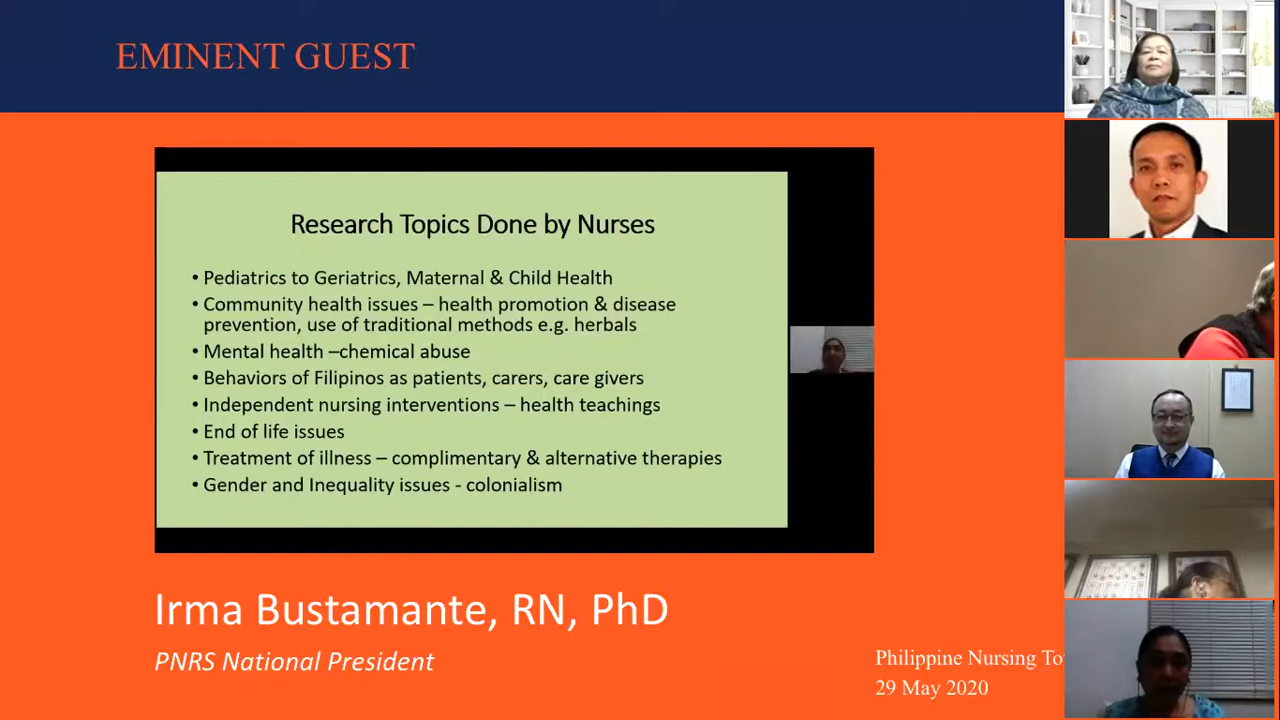 EMINENT GUEST
Research Topics Done by Nurses
• Pediatrics to Geriatrics, Maternal & Child Health
• Community health issues – health promotion & disease
prevention, use of traditional methods e.g. herbals
• Mental health –chemical abuse
• Behaviors of Filipinos as patients, carers, care givers
• Independent nursing interventions – health teachings
• End of life issues
• Treatment of illness – complimentary & alternative therapies
• Gender and Inequality issues - colonialism
Irma Bustamante, RN, PhD
PNRS National President
Philippine Nursing
29 May 2020